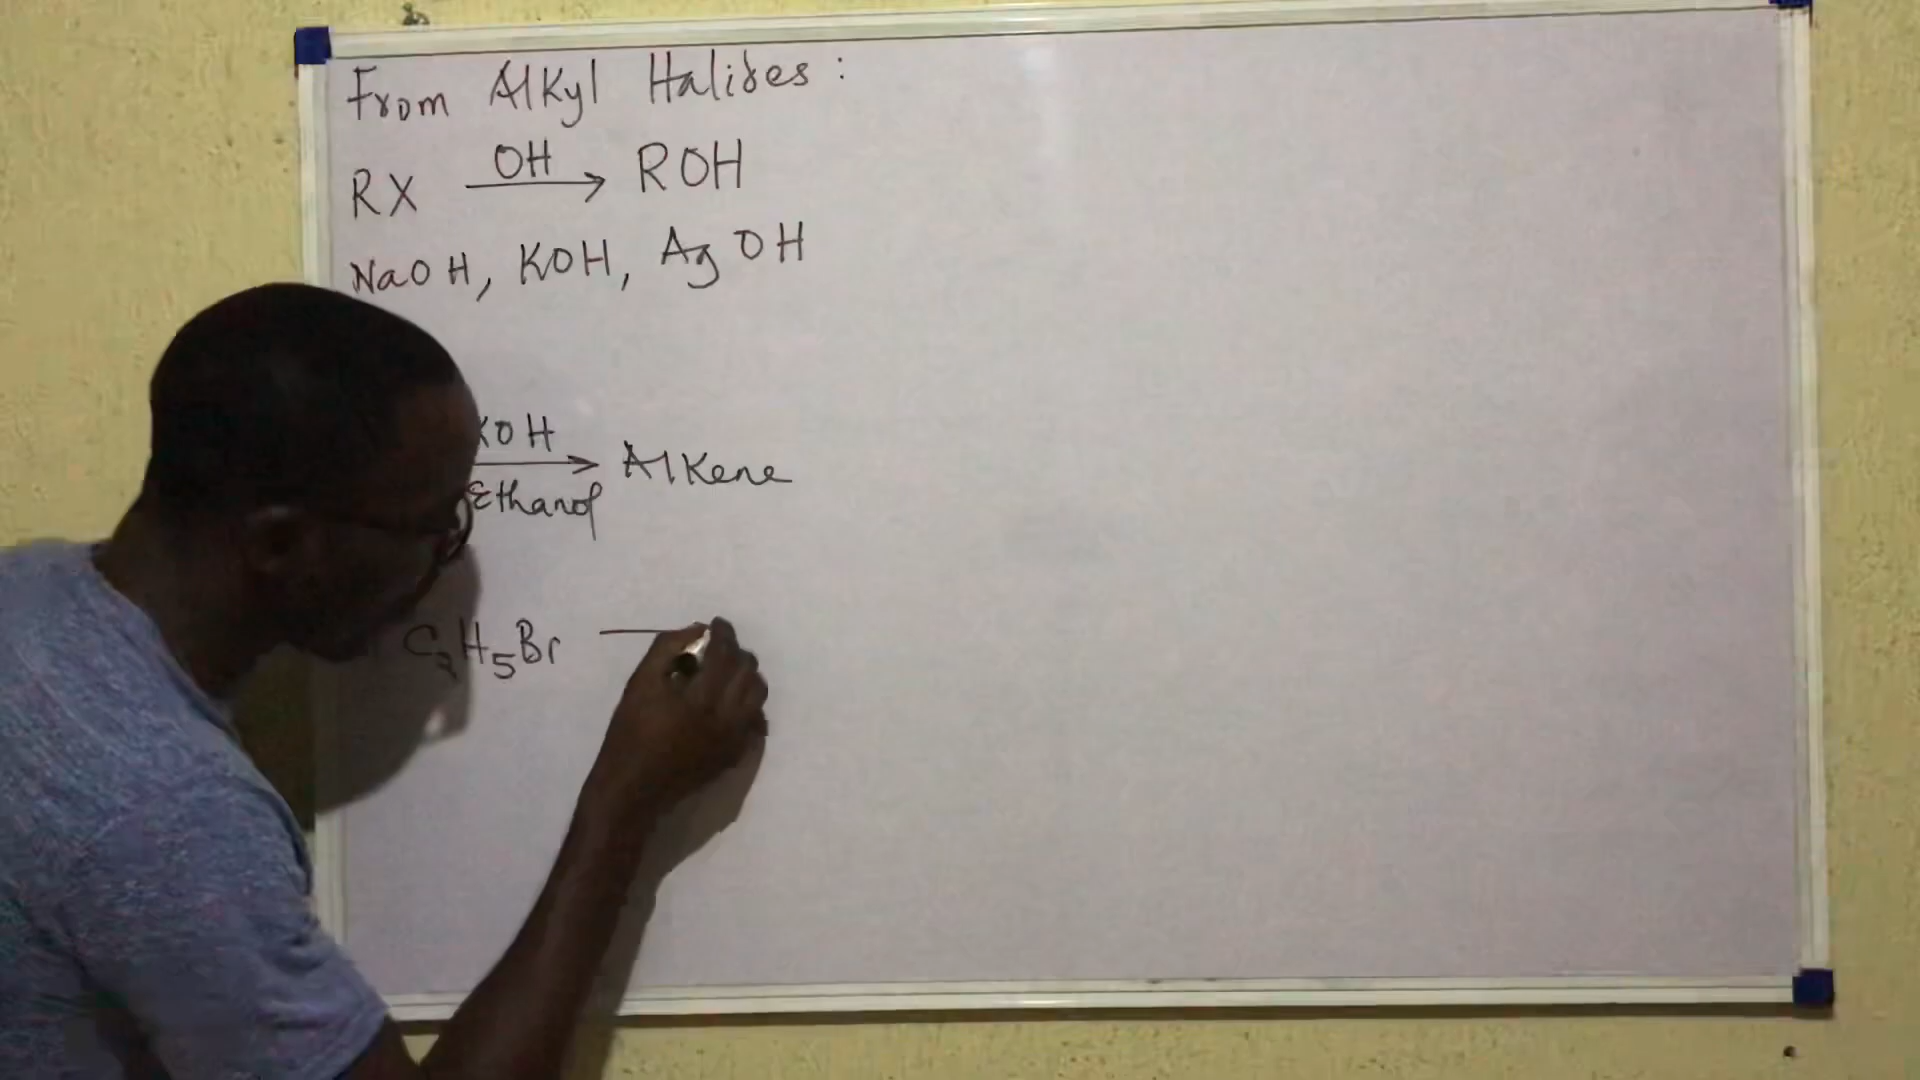 From Alkyl Halides:
RX OH → ROH
NaOH, KOH, AgOH
KOH
→ Alkene
Ethanol
C2H5Br